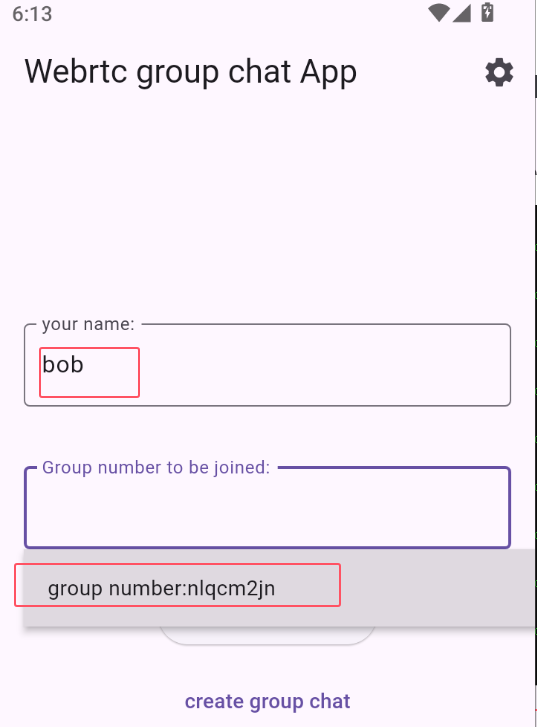 6:13
Webrtc group chat App
your name:
bob
Group number to be joined:
group number:nlqcm2jn
create group chat